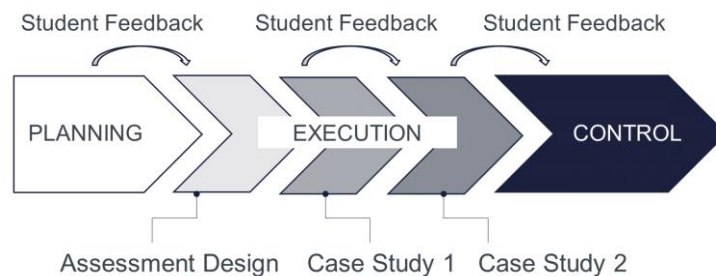 Student Feedback Student Feedback Student Feedback
PLANNING EXECUTION CONTROL
Assessment Design Case Study 1 Case Study 2